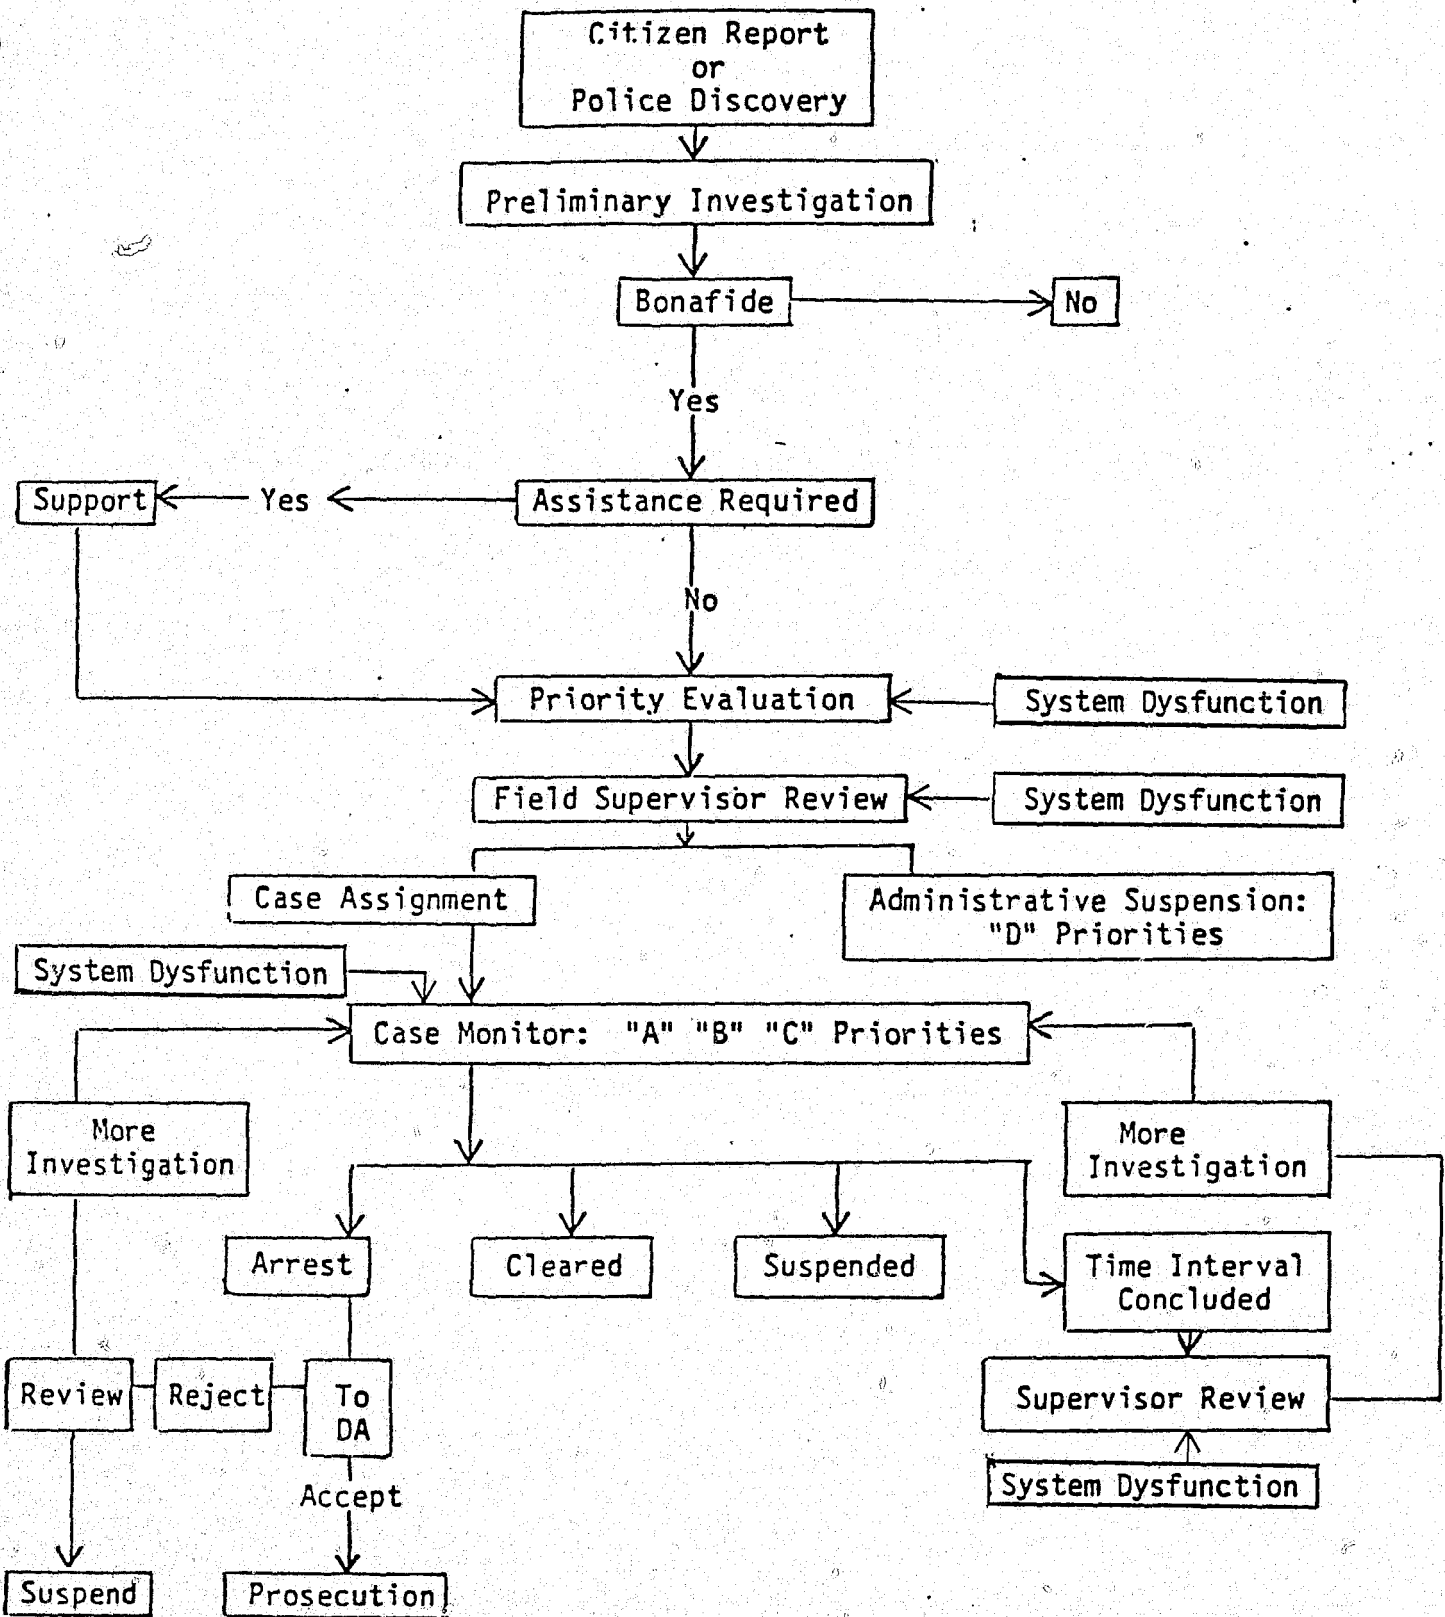 Citizen Report
or
Police Discovery
Preliminary Investigation
Bonafide
No
Yes
Support
Yes
Assistance Required
No
Priority Evaluation
System Dysfunction
Field Supervisor Review
System Dysfunction
Case Assignment
Administrative Suspension:
"D" Priorities
System Dysfunction
Case Monitor: "A" "B" "C" Priorities
More
Investigation
More
Investigation
Arrest
Cleared
Suspended
Time Interval
Concluded
Review
Reject
To
DA
Supervisor Review
Accept
System Dysfunction
Suspend
Prosecution